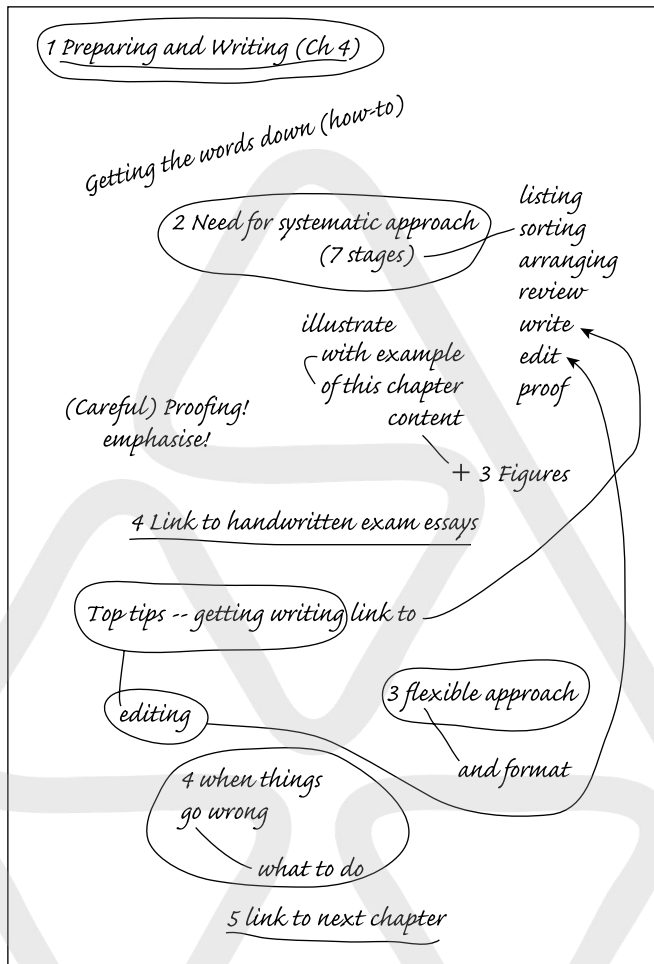 1 Preparing and Writing (Ch 4)
Getting the words down (how-to)
2 Need for systematic approach
(7 stages)
listing
sorting
arranging
review
write
edit
proof
illustrate
with example
of this chapter
content
+ 3 Figures
(Careful) Proofing!
emphasise!
4 Link to handwritten exam essays
Top tips -- getting writing link to
editing
3 flexible approach
and format
4 when things
go wrong
what to do
5 link to next chapter